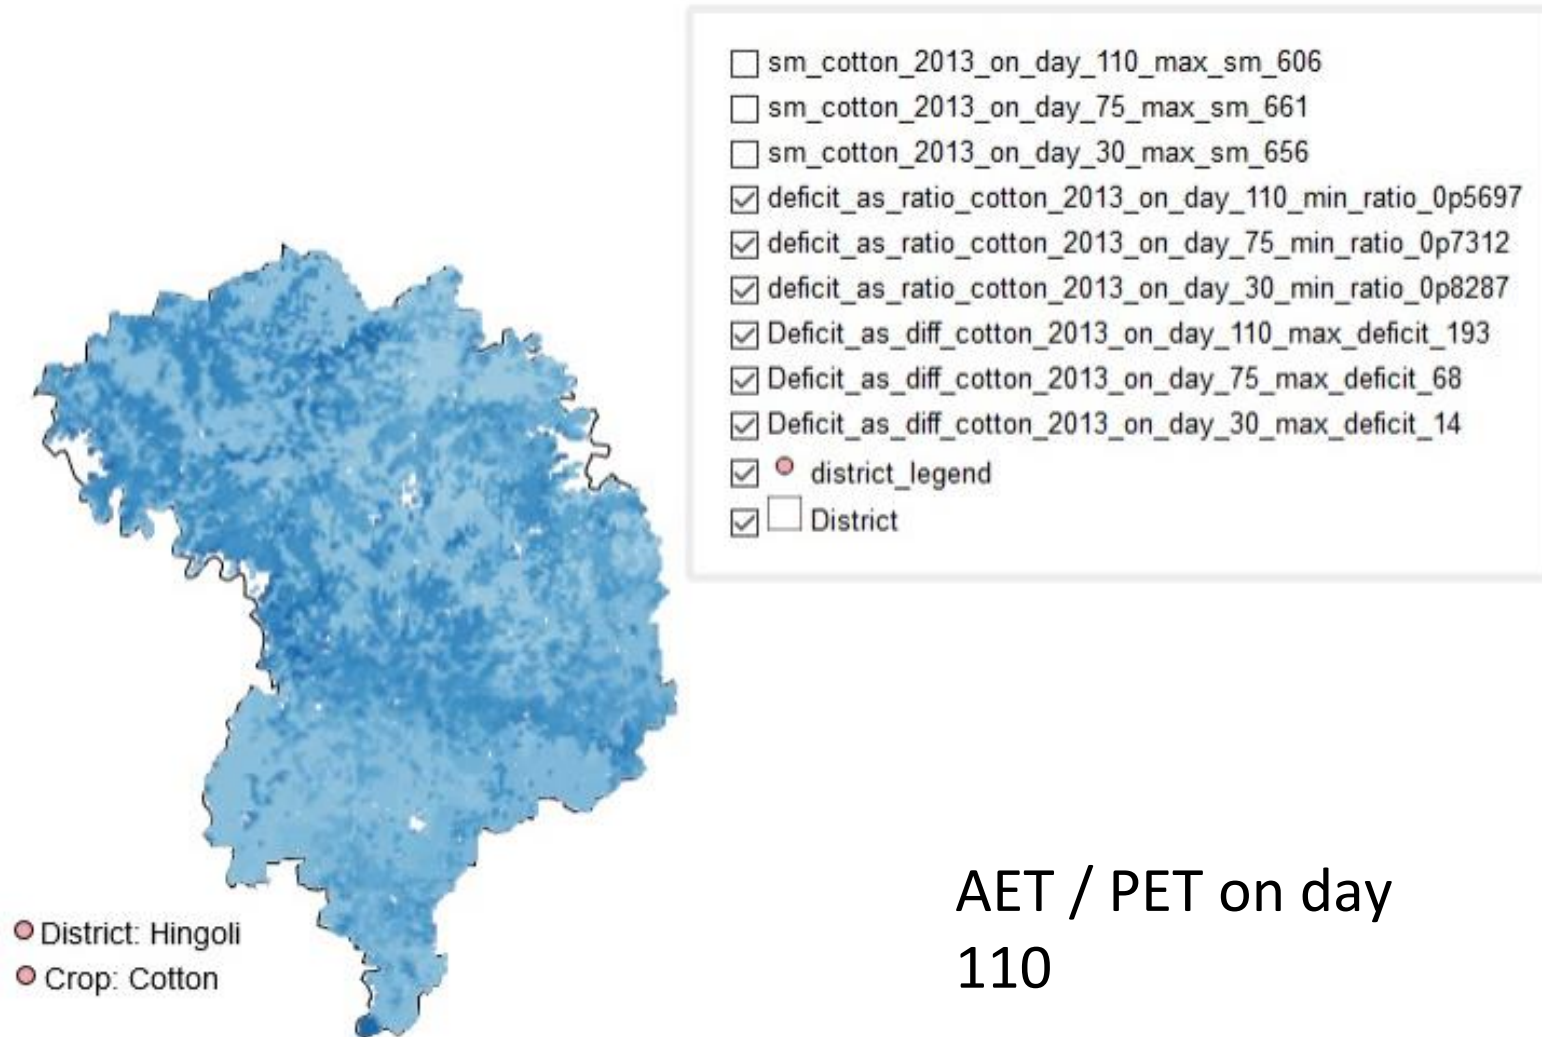 sm_cotton_2013_on_day_110_max_sm_606
sm_cotton_2013_on_day_75_max_sm_661
sm_cotton_2013_on_day_30_max_sm_656
deficit_as_ratio_cotton_2013_on_day_110_min_ratio_0p5697
deficit_as_ratio_cotton_2013_on_day_75_min_ratio_0p7312
deficit_as_ratio_cotton_2013_on_day_30_min_ratio_0p8287
Deficit_as_diff_cotton_2013_on_day_110_max_deficit_193
Deficit_as_diff_cotton_2013_on_day_75_max_deficit_68
Deficit_as_diff_cotton_2013_on_day_30_max_deficit_14
district_legend
District
District: Hingoli
Crop: Cotton
AET / PET on day
110